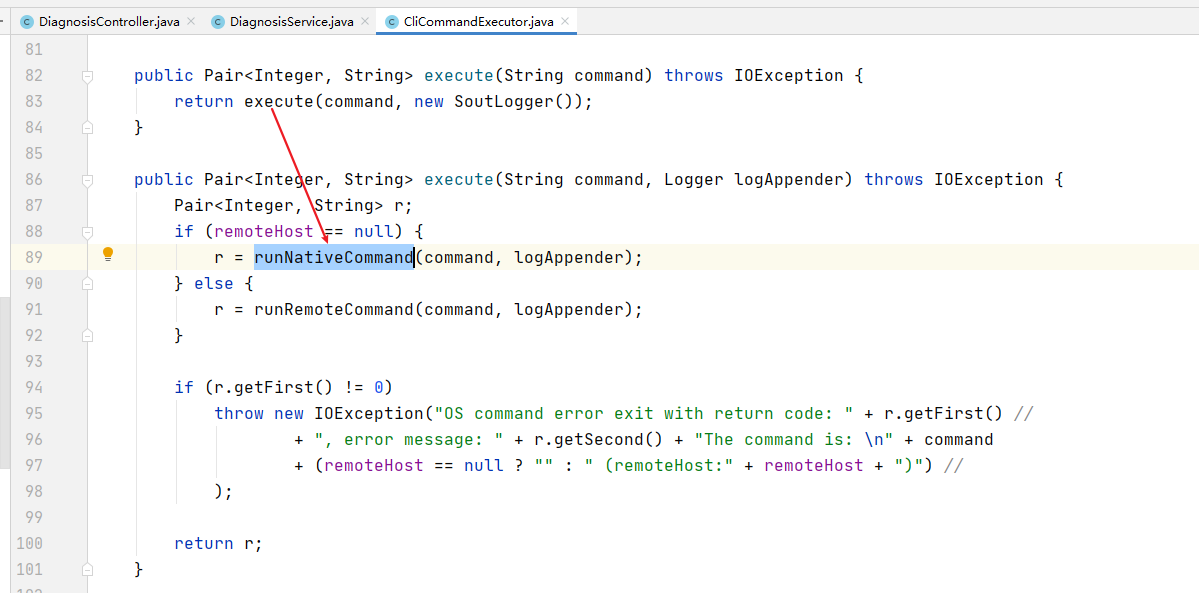 DiagnosisController.java DiagnosisService.java CliCommandExecutor.java
81
82 public Pair<Integer, String> execute(String command) throws IOException {
83 return execute(command, new SoutLogger());
84 }
85
86 public Pair<Integer, String> execute(String command, Logger logAppender) throws IOException {
87 Pair<Integer, String> r;
88 if (remoteHost == null) {
89 r = runNativeCommand(command, logAppender);
90 } else {
91 r = runRemoteCommand(command, logAppender);
92 }
93
94 if (r.getFirst() != 0)
95 throw new IOException("OS command error exit with return code: " + r.getFirst() //
96 + ", error message: " + r.getSecond() + "The command is: \n" + command
97 + (remoteHost == null ? "" : " (remoteHost:" + remoteHost + ")") //
98 );
99
100 return r;
101 }